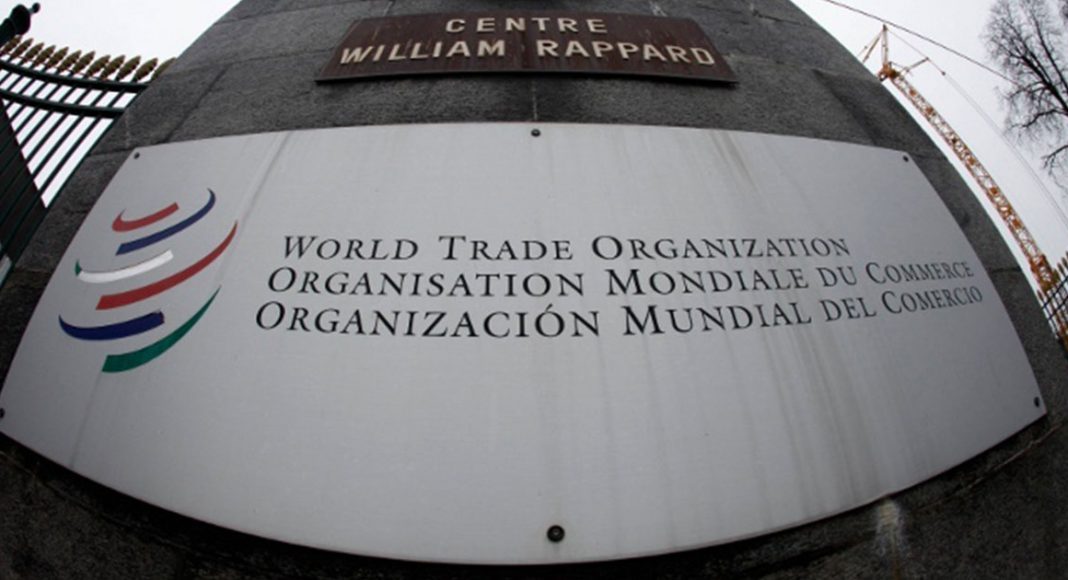 CENTRE
WILLIAM RAPPARD
WORLD TRADE ORGANIZATION
ORGANISATION MONDIALE DU COMMERCE
ORGANIZACIÓN MUNDIAL DEL COMERCIO